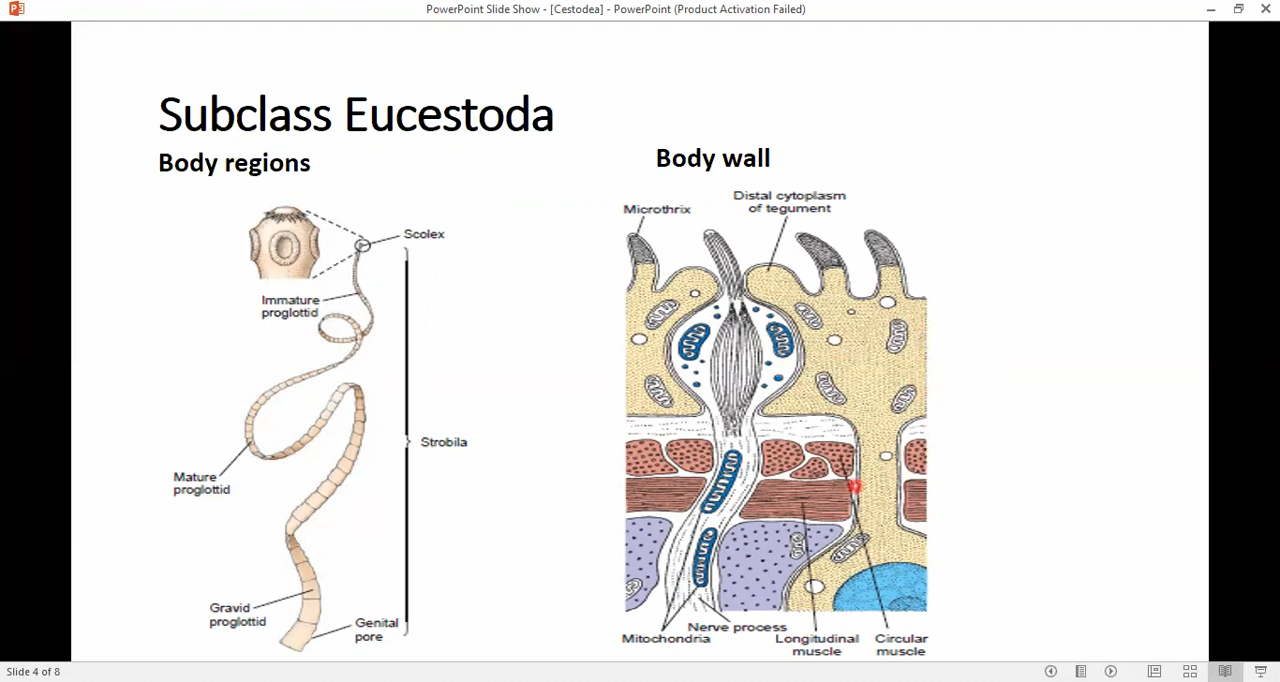 PowerPoint Slide Show - [Cestodea] - PowerPoint (Product Activation Failed)
Subclass Eucestoda
Body regions
Body wall
Scolex
Immature
proglottid
Strobila
Mature
proglottid
Gravid
proglottid
Genital
pore
Microthrix
Distal cytoplasm
of tegument
Nerve process
Mitochondria
Longitudinal
muscle
Circular
muscle
Slide 4 of 8